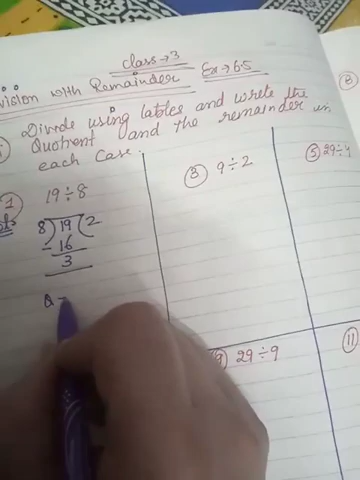 Class → 3
vision with Remainder Ex → 6.5
Divide using tables and write the
Quotient and the remainder in
each case.
① 19 ÷ 8
8) 19 (2
- 16
3
Q =
③ 9 ÷ 2
⑤ 29 ÷ 4
⑧
⑨ 29 ÷ 9
⑪